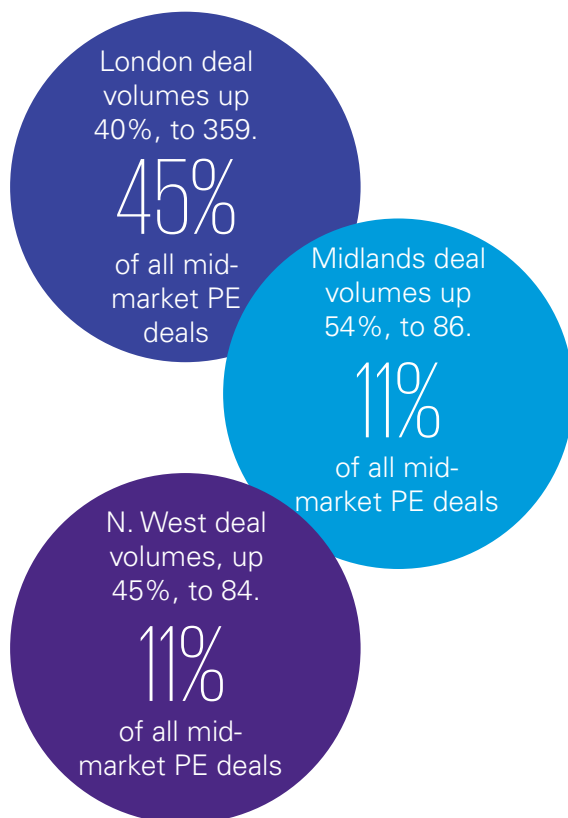 London deal
volumes up
40%, to 359.
45%
of all mid-
market PE
deals
Midlands deal
volumes up
54%, to 86.
11%
of all mid-
market PE deals
N. West deal
volumes, up
45%, to 84.
11%
of all mid-
market PE deals